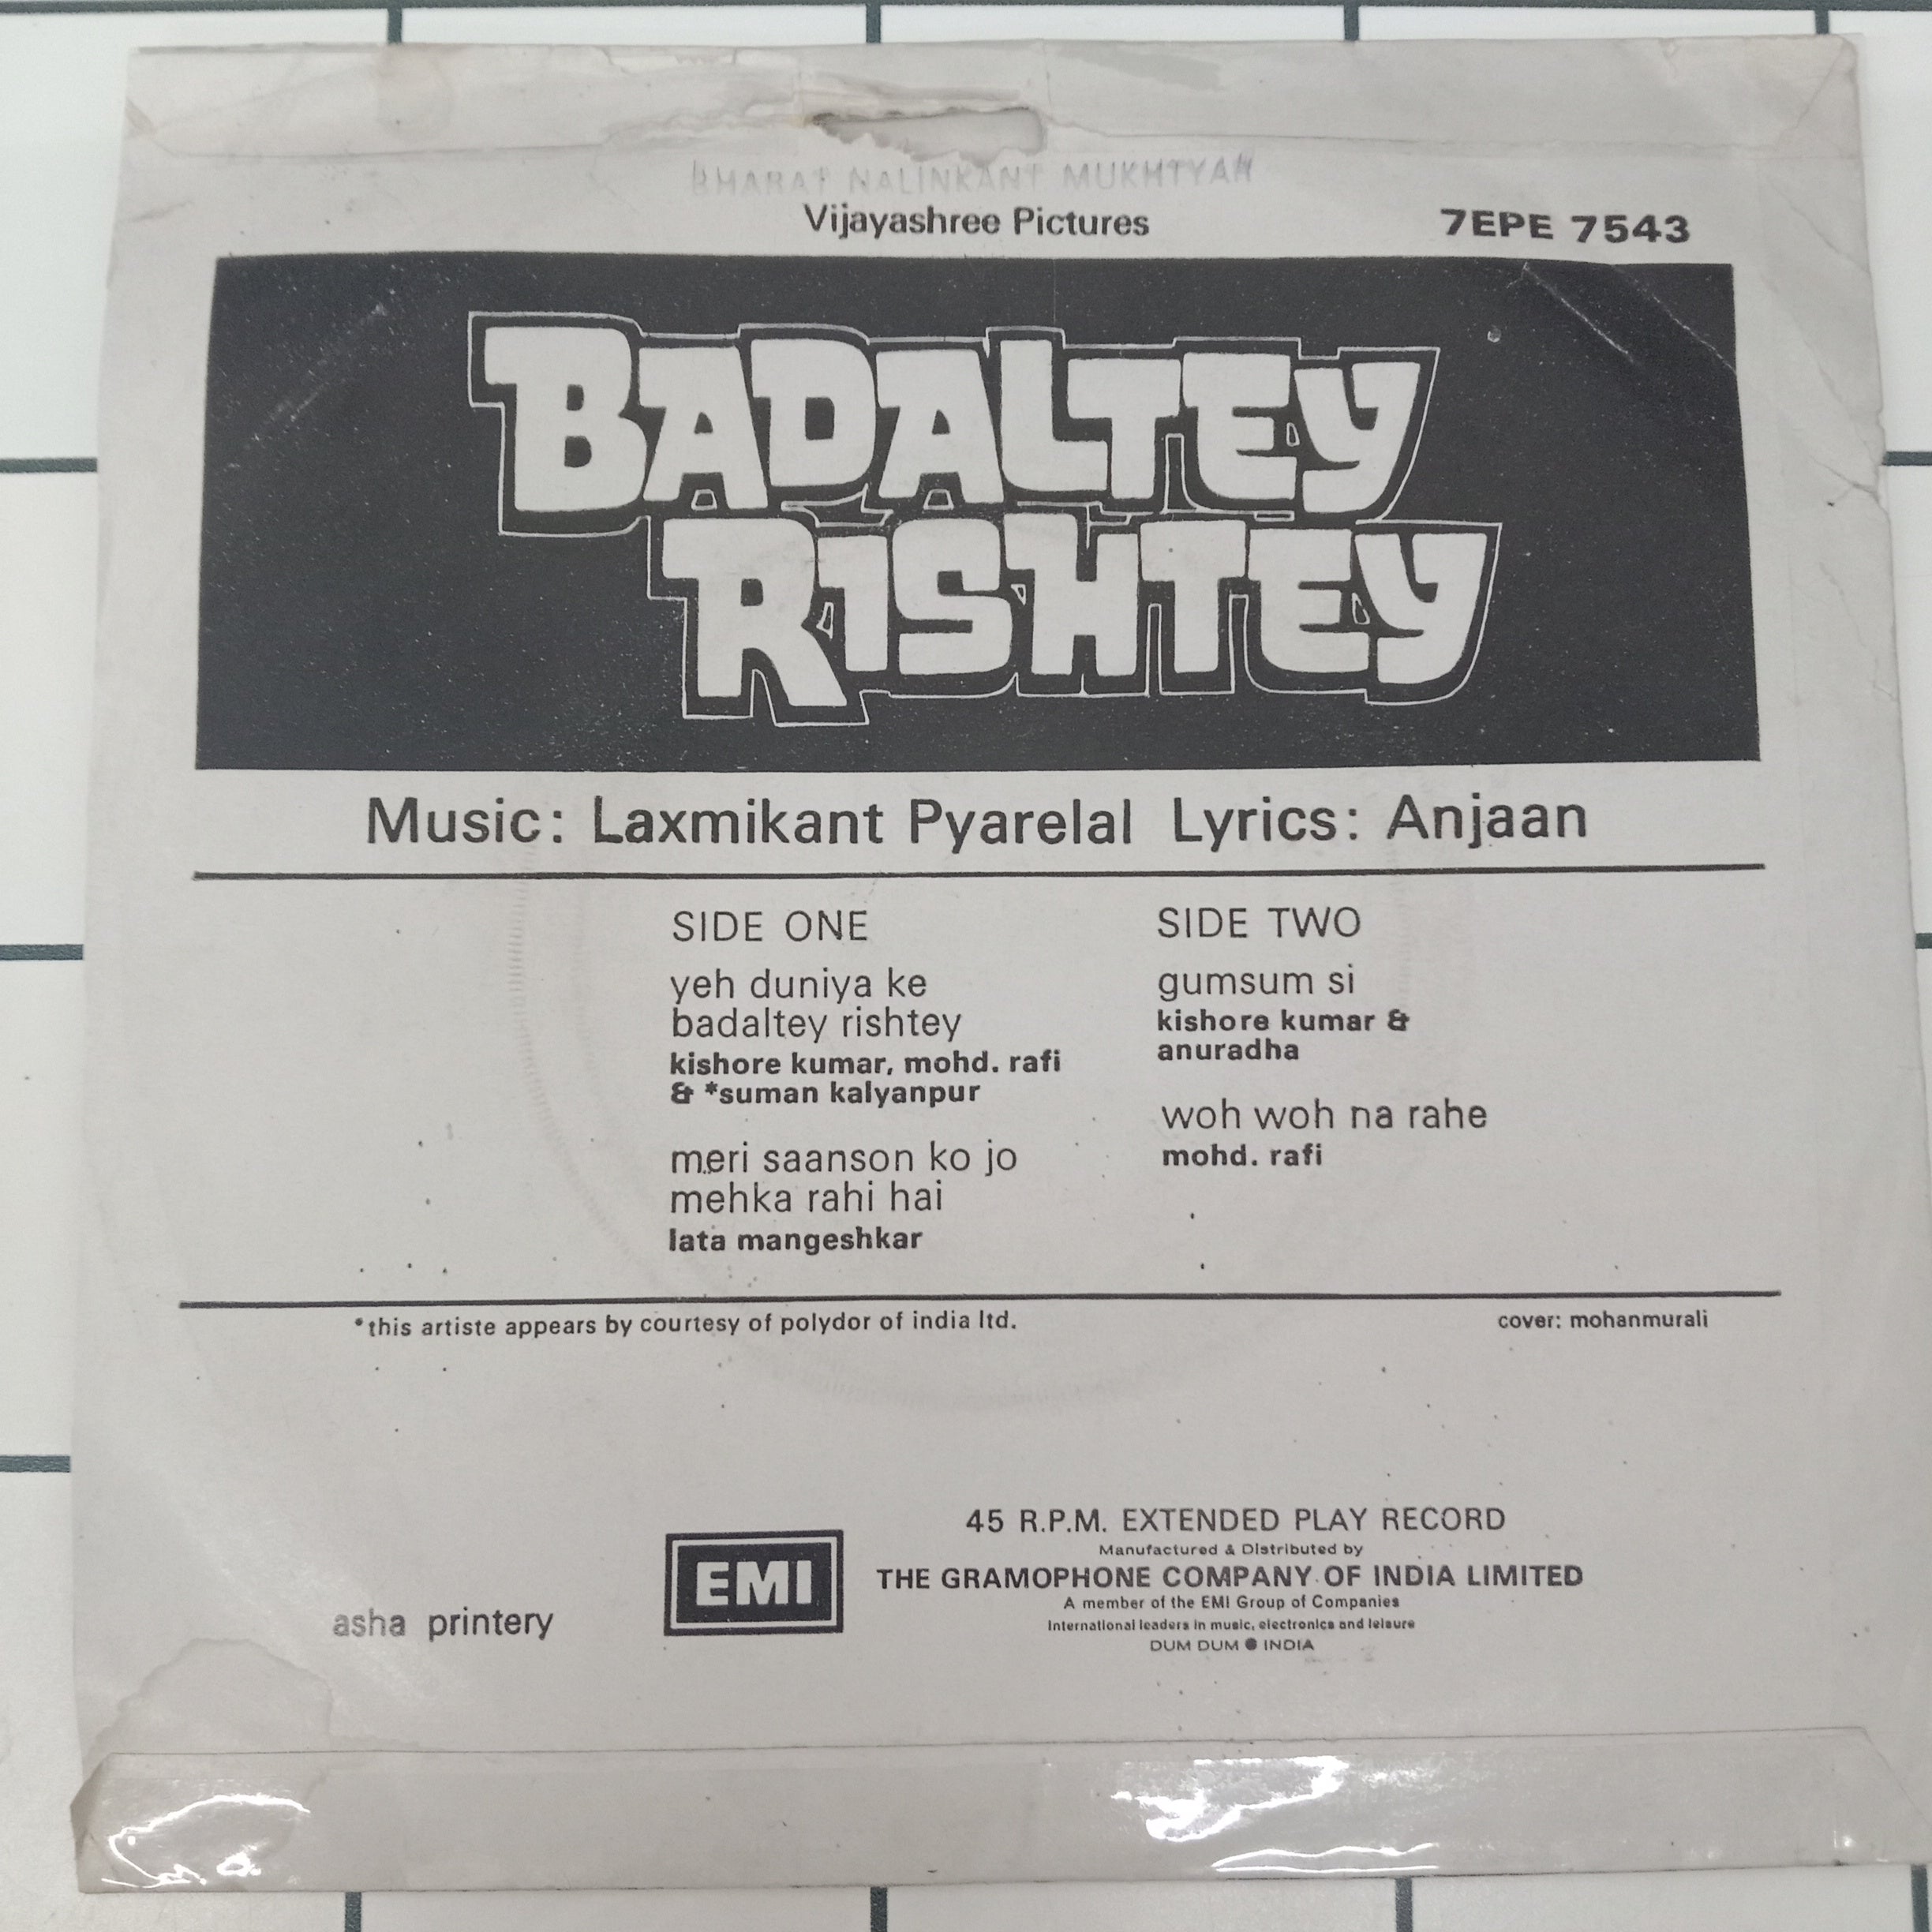 BHARAT NALINKANT MUKHTYAR
Vijayashree Pictures
7EPE 7543
BADALTEY
RISHTEY
Music: Laxmikant Pyarelal Lyrics: Anjaan
SIDE ONE
yeh duniya ke
badaltey rishtey
kishore kumar, mohd. rafi
& *suman kalyanpur
meri saanson ko jo
mehka rahi hai
lata mangeshkar
SIDE TWO
gumsum si
kishore kumar &
anuradha
woh woh na rahe
mohd. rafi
*this artiste appears by courtesy of polydor of india ltd.
cover: mohanmurali
asha printery
EMI
45 R.P.M. EXTENDED PLAY RECORD
Manufactured & Distributed by
THE GRAMOPHONE COMPANY OF INDIA LIMITED
A member of the EMI Group of Companies
International leaders in music, electronics and leisure
DUM DUM ● INDIA